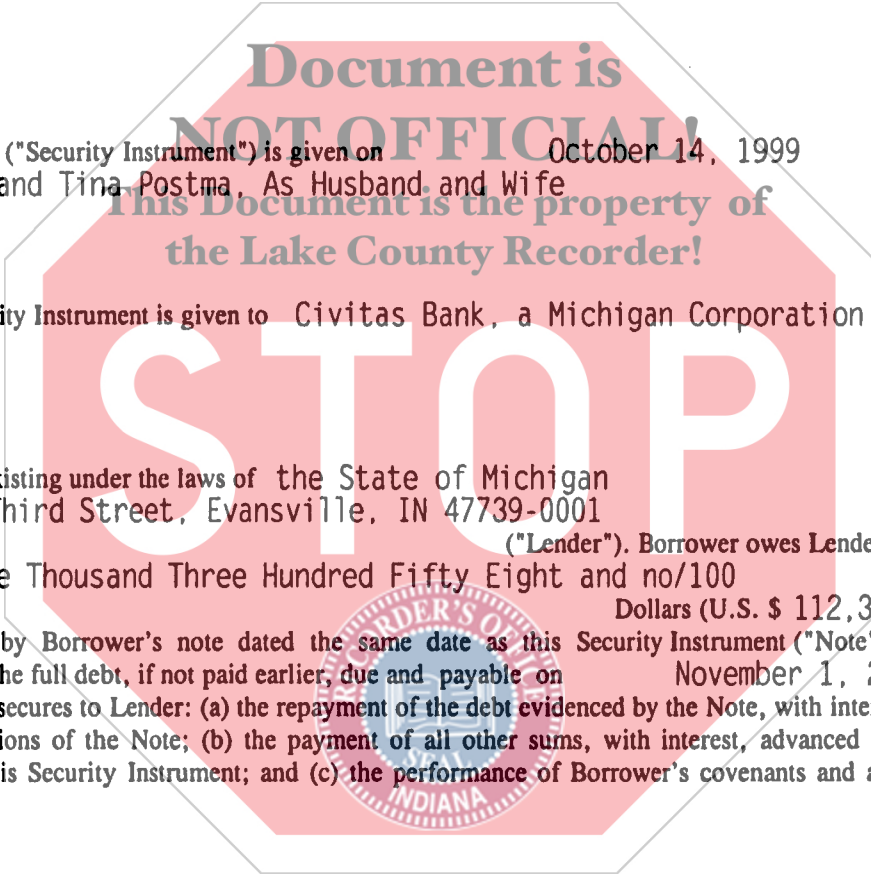 Document is
NOT OFFICIAL!
("Security Instrument") is given on October 14, 1999
and Tina Postma, As Husband and Wife
This Document is the property of
the Lake County Recorder!
ity Instrument is given to Civitas Bank, a Michigan Corporation
STOP
isting under the laws of the State of Michigan
hird Street, Evansville, IN 47739-0001
("Lender"). Borrower owes Lende
e Thousand Three Hundred Fifty Eight and no/100
Dollars (U.S. $ 112,3
by Borrower's note dated the same date as this Security Instrument ("Note"
he full debt, if not paid earlier, due and payable on November 1, 2
secures to Lender: (a) the repayment of the debt evidenced by the Note, with inte
ions of the Note; (b) the payment of all other sums, with interest, advanced
is Security Instrument; and (c) the performance of Borrower's covenants and a
RECORDER'S OFFICE
SEAL
INDIANA